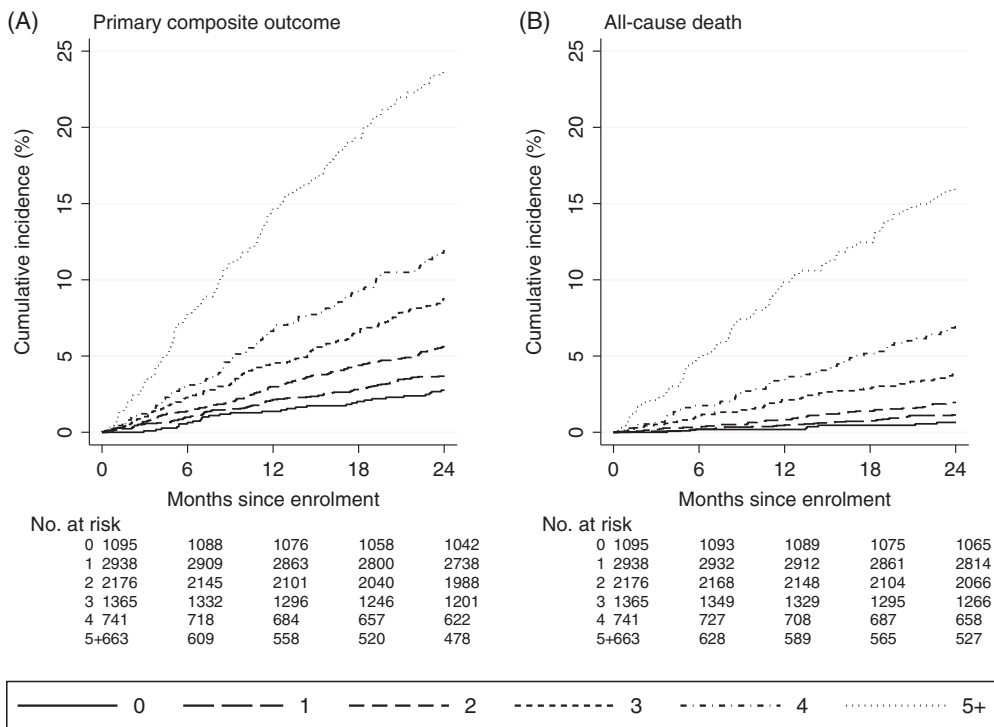 (A) Primary composite outcome
25
20
15
10
5
0
Cumulative incidence (%)
0 6 12 18 24
Months since enrolment
No. at risk
0 1095 1088 1076 1058 1042
1 2938 2909 2863 2800 2738
2 2176 2145 2101 2040 1988
3 1365 1332 1296 1246 1201
4 741 718 684 657 622
5+663 609 558 520 478
(B) All-cause death
25
20
15
10
5
0
Cumulative incidence (%)
0 6 12 18 24
Months since enrolment
No. at risk
0 1095 1093 1089 1075 1065
1 2938 2932 2912 2861 2814
2 2176 2168 2148 2104 2066
3 1365 1349 1329 1295 1266
4 741 727 708 687 658
5+663 628 589 565 527
0 1 2 3 4 5+